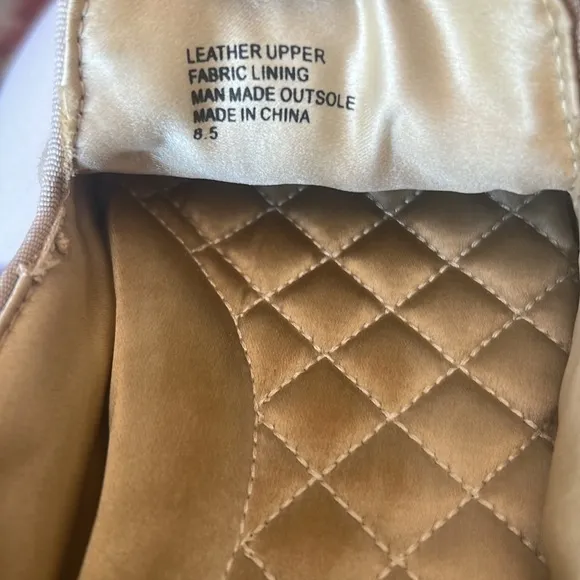 LEATHER UPPER
FABRIC LINING
MAN MADE OUTSOLE
MADE IN CHINA
8.5